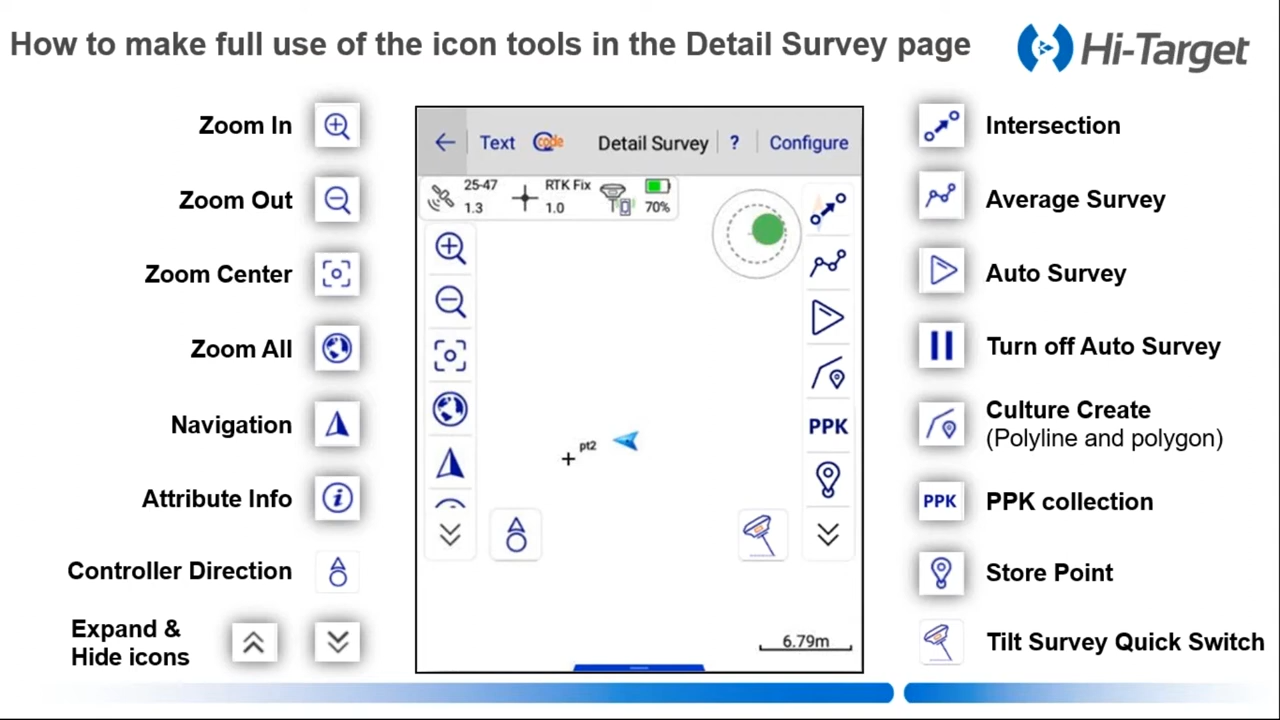 How to make full use of the icon tools in the Detail Survey page
Hi-Target
Zoom In
Zoom Out
Zoom Center
Zoom All
Navigation
Attribute Info
Controller Direction
Expand &
Hide icons
Text
code
Detail Survey
?
Configure
25-47
1.3
RTK Fix
1.0
70%
PPK
pt2
6.79m
Intersection
Average Survey
Auto Survey
Turn off Auto Survey
Culture Create
(Polyline and polygon)
PPK
PPK collection
Store Point
Tilt Survey Quick Switch